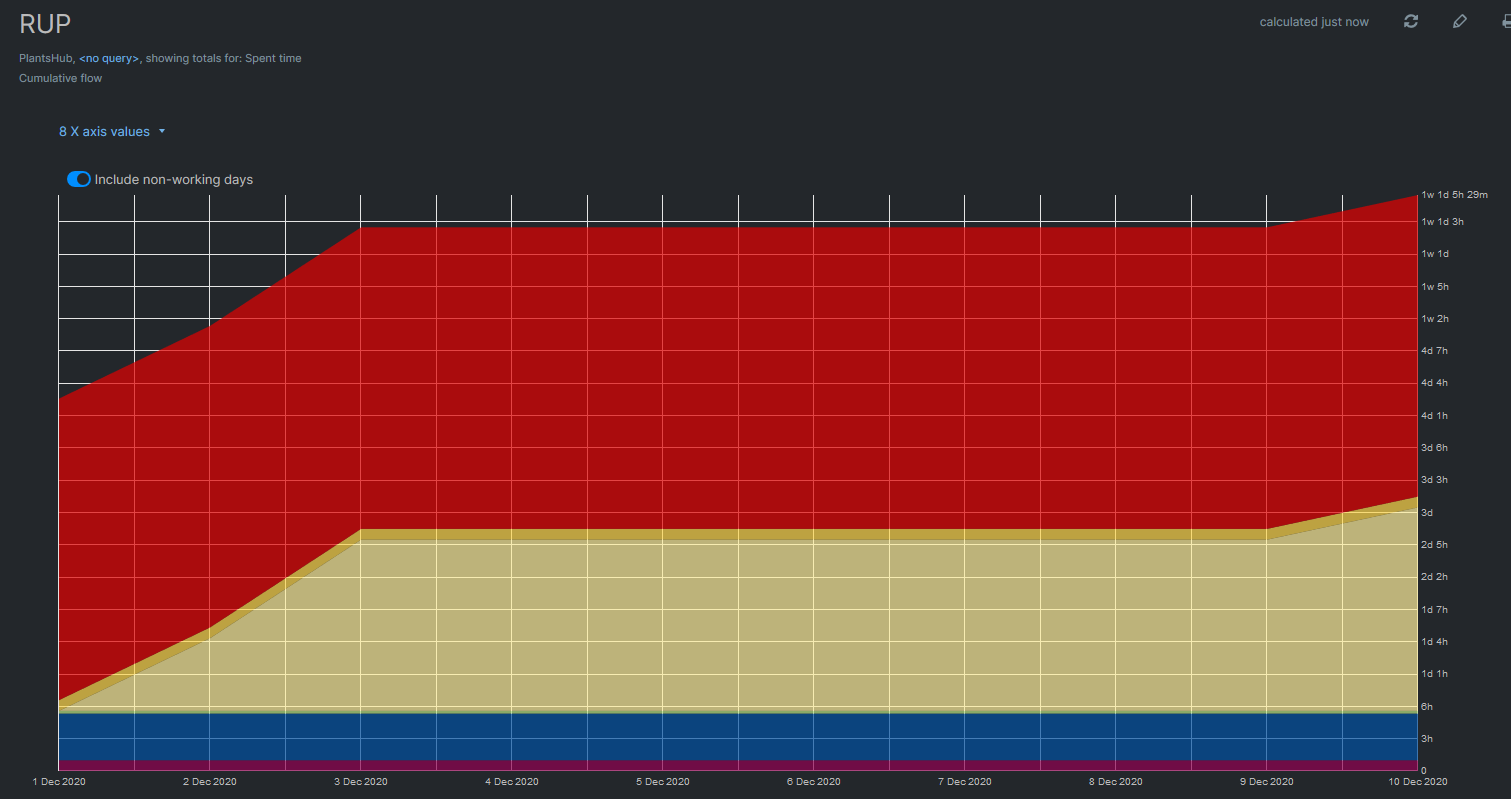 RUP
calculated just now
PlantsHub, <no query>, showing totals for: Spent time
Cumulative flow
8 X axis values
Include non-working days
1w 1d 5h 29m
1w 1d 3h
1w 1d
1w 5h
1w 2h
4d 7h
4d 4h
4d 1h
3d 6h
3d 3h
3d
2d 5h
2d 2h
1d 7h
1d 4h
1d 1h
6h
3h
0
1 Dec 2020 2 Dec 2020 3 Dec 2020 4 Dec 2020 5 Dec 2020 6 Dec 2020 7 Dec 2020 8 Dec 2020 9 Dec 2020 10 Dec 2020